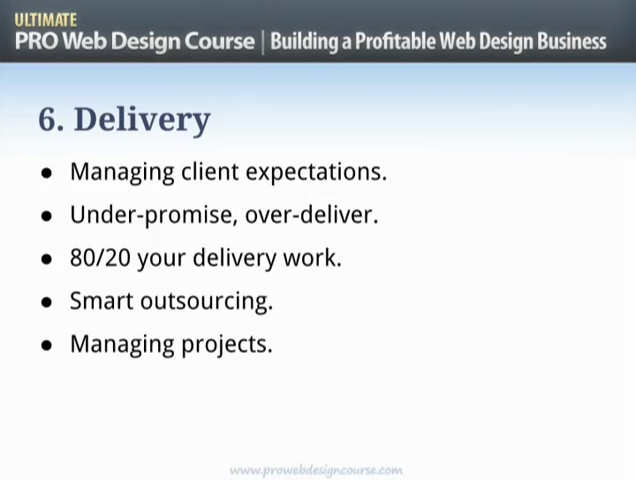 ULTIMATE
PRO Web Design Course | Building a Profitable Web Design Business
6. Delivery
● Managing client expectations.
● Under-promise, over-deliver.
● 80/20 your delivery work.
● Smart outsourcing.
● Managing projects.
www.prowebdesigncourse.com